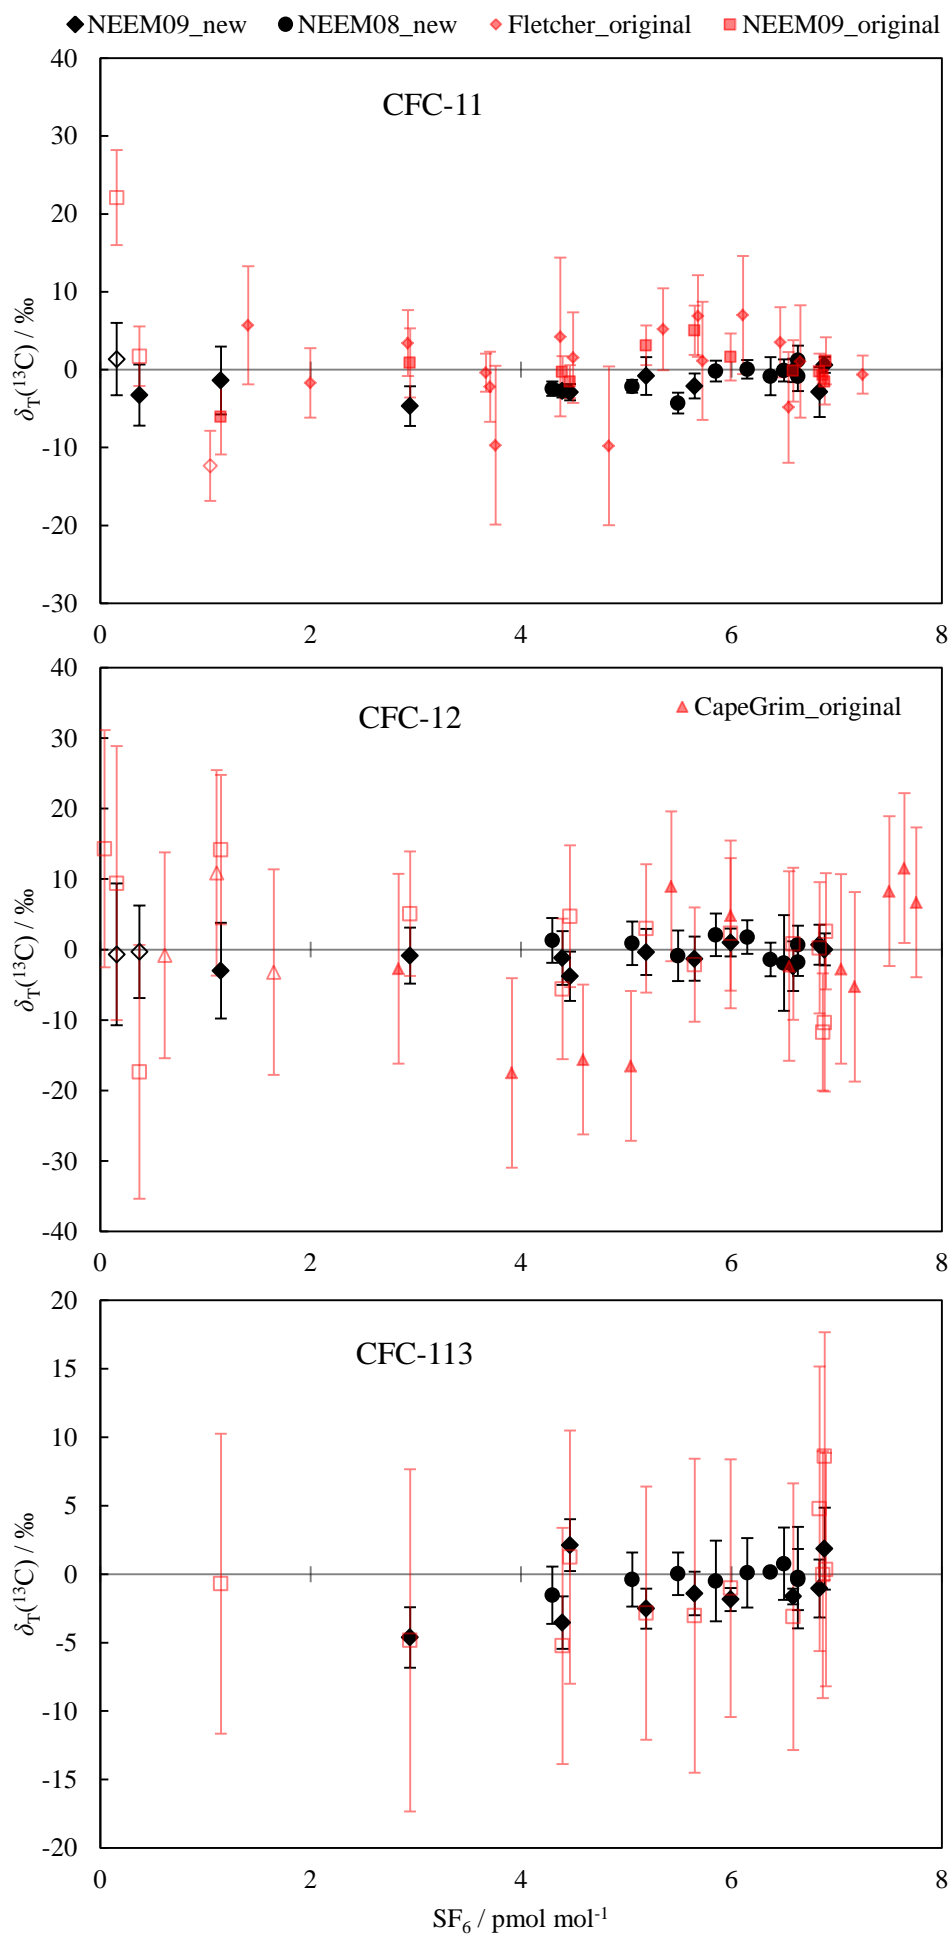 NEEM09_new NEEM08_new Fletcher_original NEEM09_original
CFC-11
40
30
20
10
0
-10
-20
-30
δT(¹³C) / ‰
0 2 4 6 8
CFC-12
CapeGrim_original
40
30
20
10
0
-10
-20
-30
-40
δT(¹³C) / ‰
0 2 4 6 8
CFC-113
20
15
10
5
0
-5
-10
-15
-20
δT(¹³C) / ‰
0 2 4 6 8
SF₆ / pmol mol⁻¹